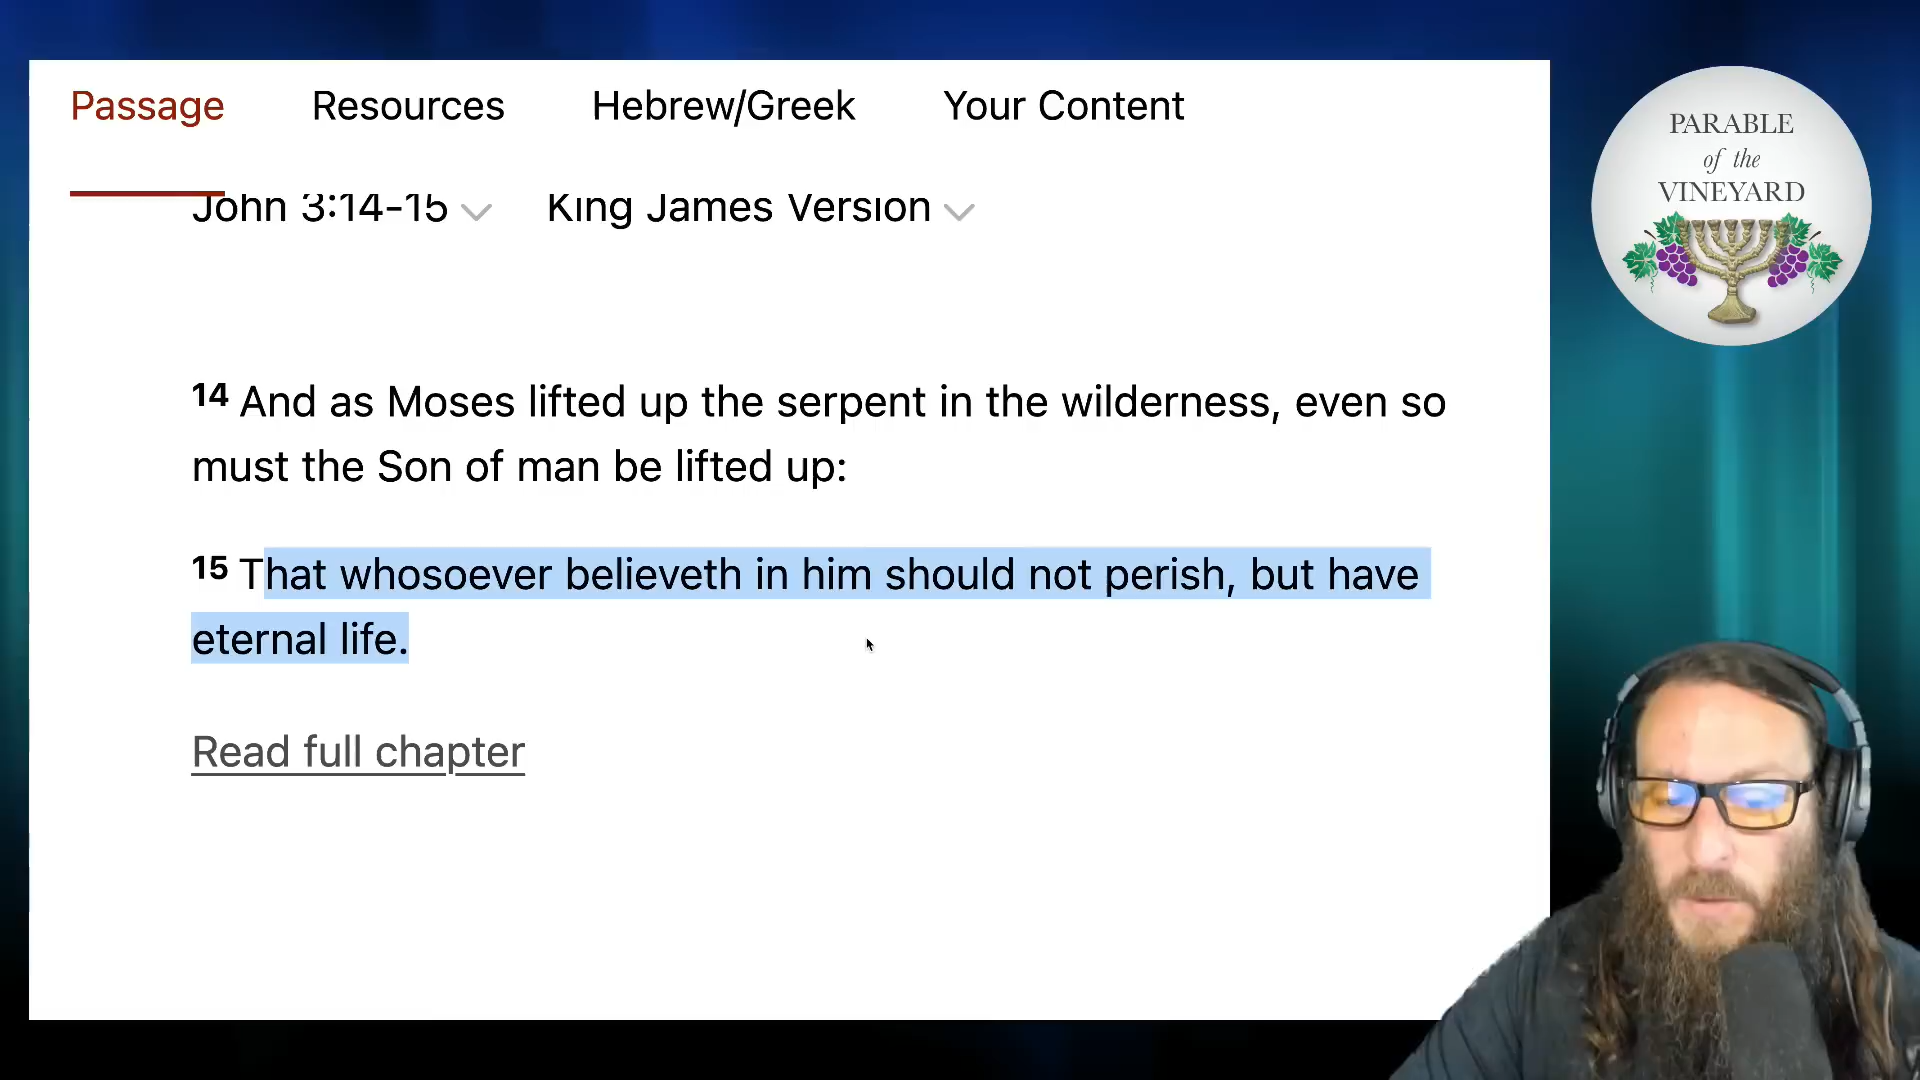 Passage Resources Hebrew/Greek Your Content
John 3:14-15 King James Version
14 And as Moses lifted up the serpent in the wilderness, even so
must the Son of man be lifted up:
15 That whosoever believeth in him should not perish, but have
eternal life.
Read full chapter
PARABLE
of the
VINEYARD